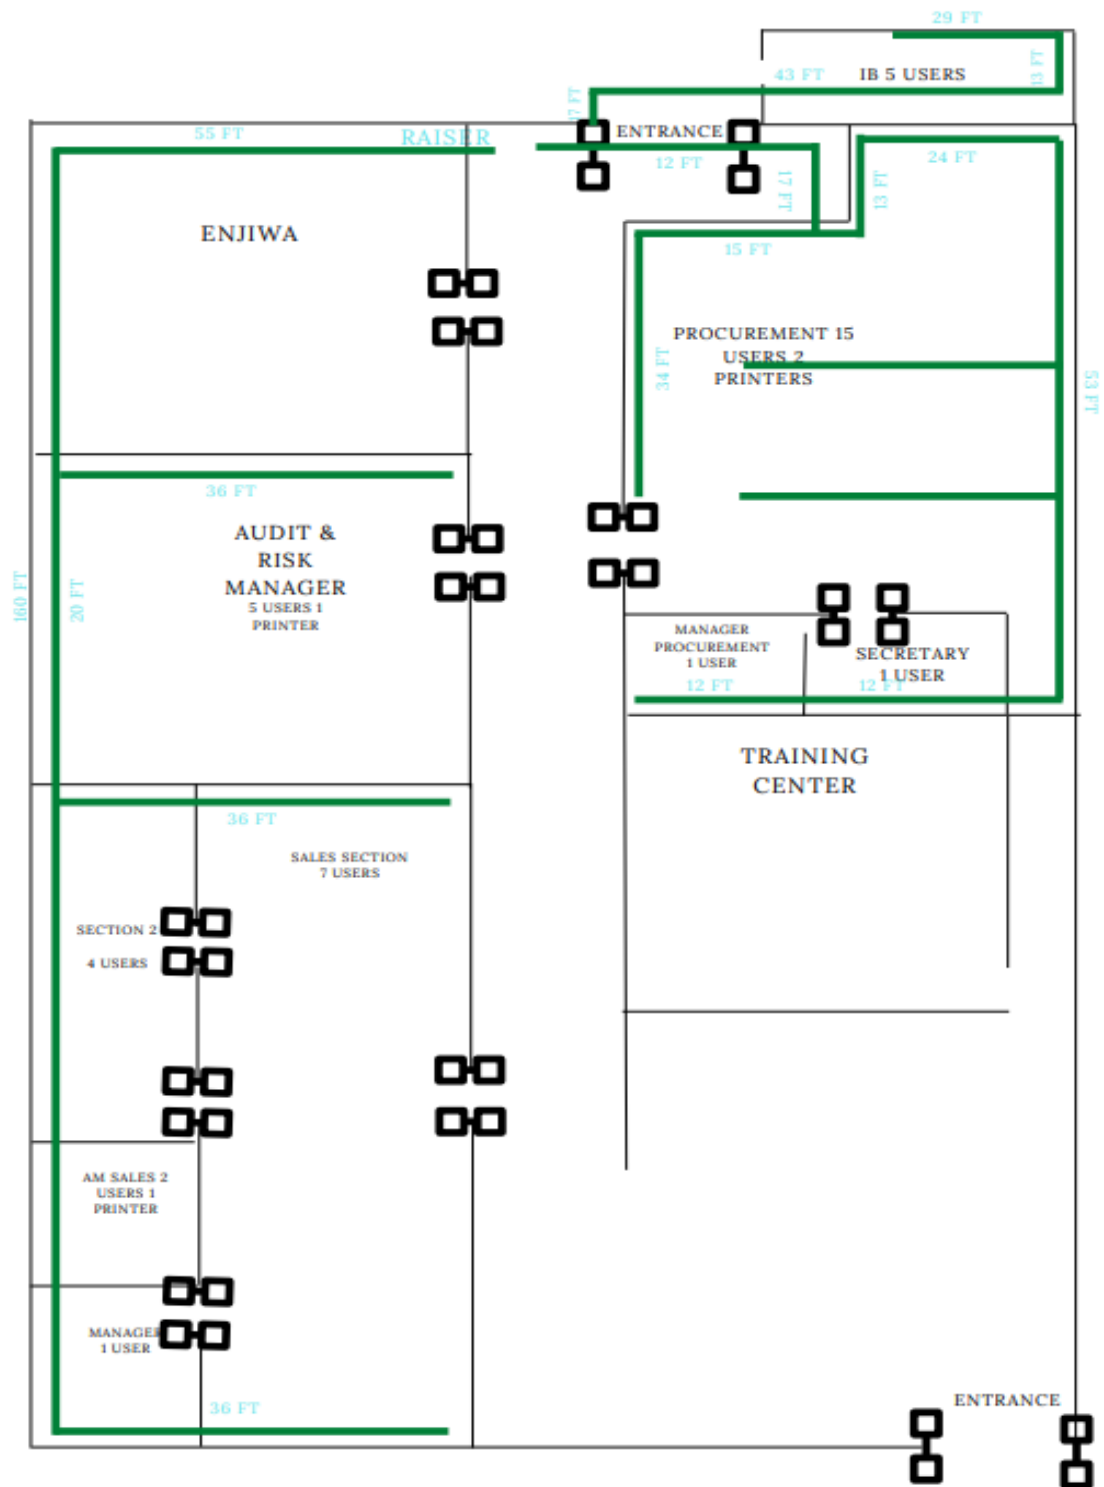 29 FT
43 FT
IB 5 USERS
13 FT
17 FT
55 FT
RAISER
ENTRANCE
12 FT
17 FT
13 FT
24 FT
ENJIWA
15 FT
PROCUREMENT 15
USERS 2
PRINTERS
34 FT
53 FT
36 FT
AUDIT &
RISK
MANAGER
5 USERS 1
PRINTER
160 FT
20 FT
MANAGER
PROCUREMENT
1 USER
SECRETARY
1 USER
12 FT
12 FT
TRAINING
CENTER
36 FT
SALES SECTION
7 USERS
SECTION 2
4 USERS
AM SALES 2
USERS 1
PRINTER
MANAGER
1 USER
36 FT
ENTRANCE